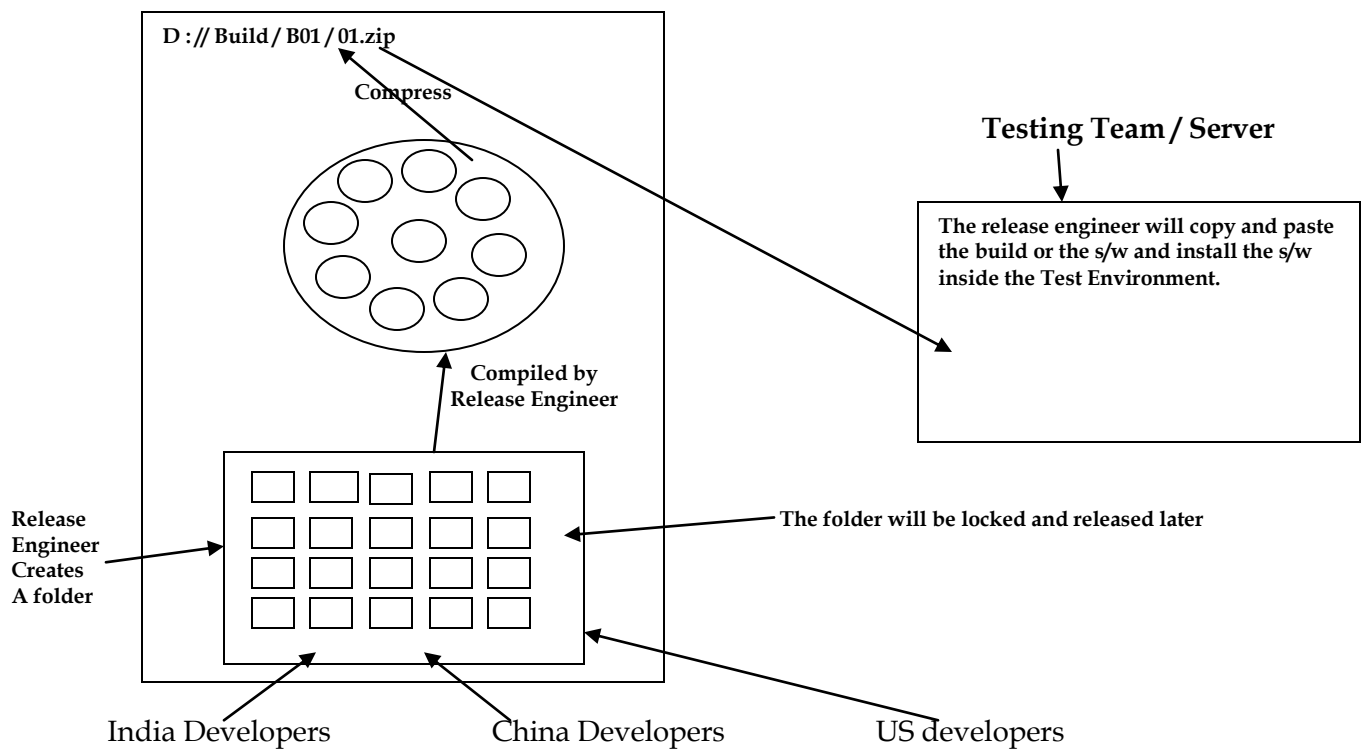 D : // Build / B01 / 01.zip
Compress
Testing Team / Server
The release engineer will copy and paste
the build or the s/w and install the s/w
inside the Test Environment.
Compiled by
Release Engineer
Release
Engineer
Creates
A folder
The folder will be locked and released later
India Developers
China Developers
US developers